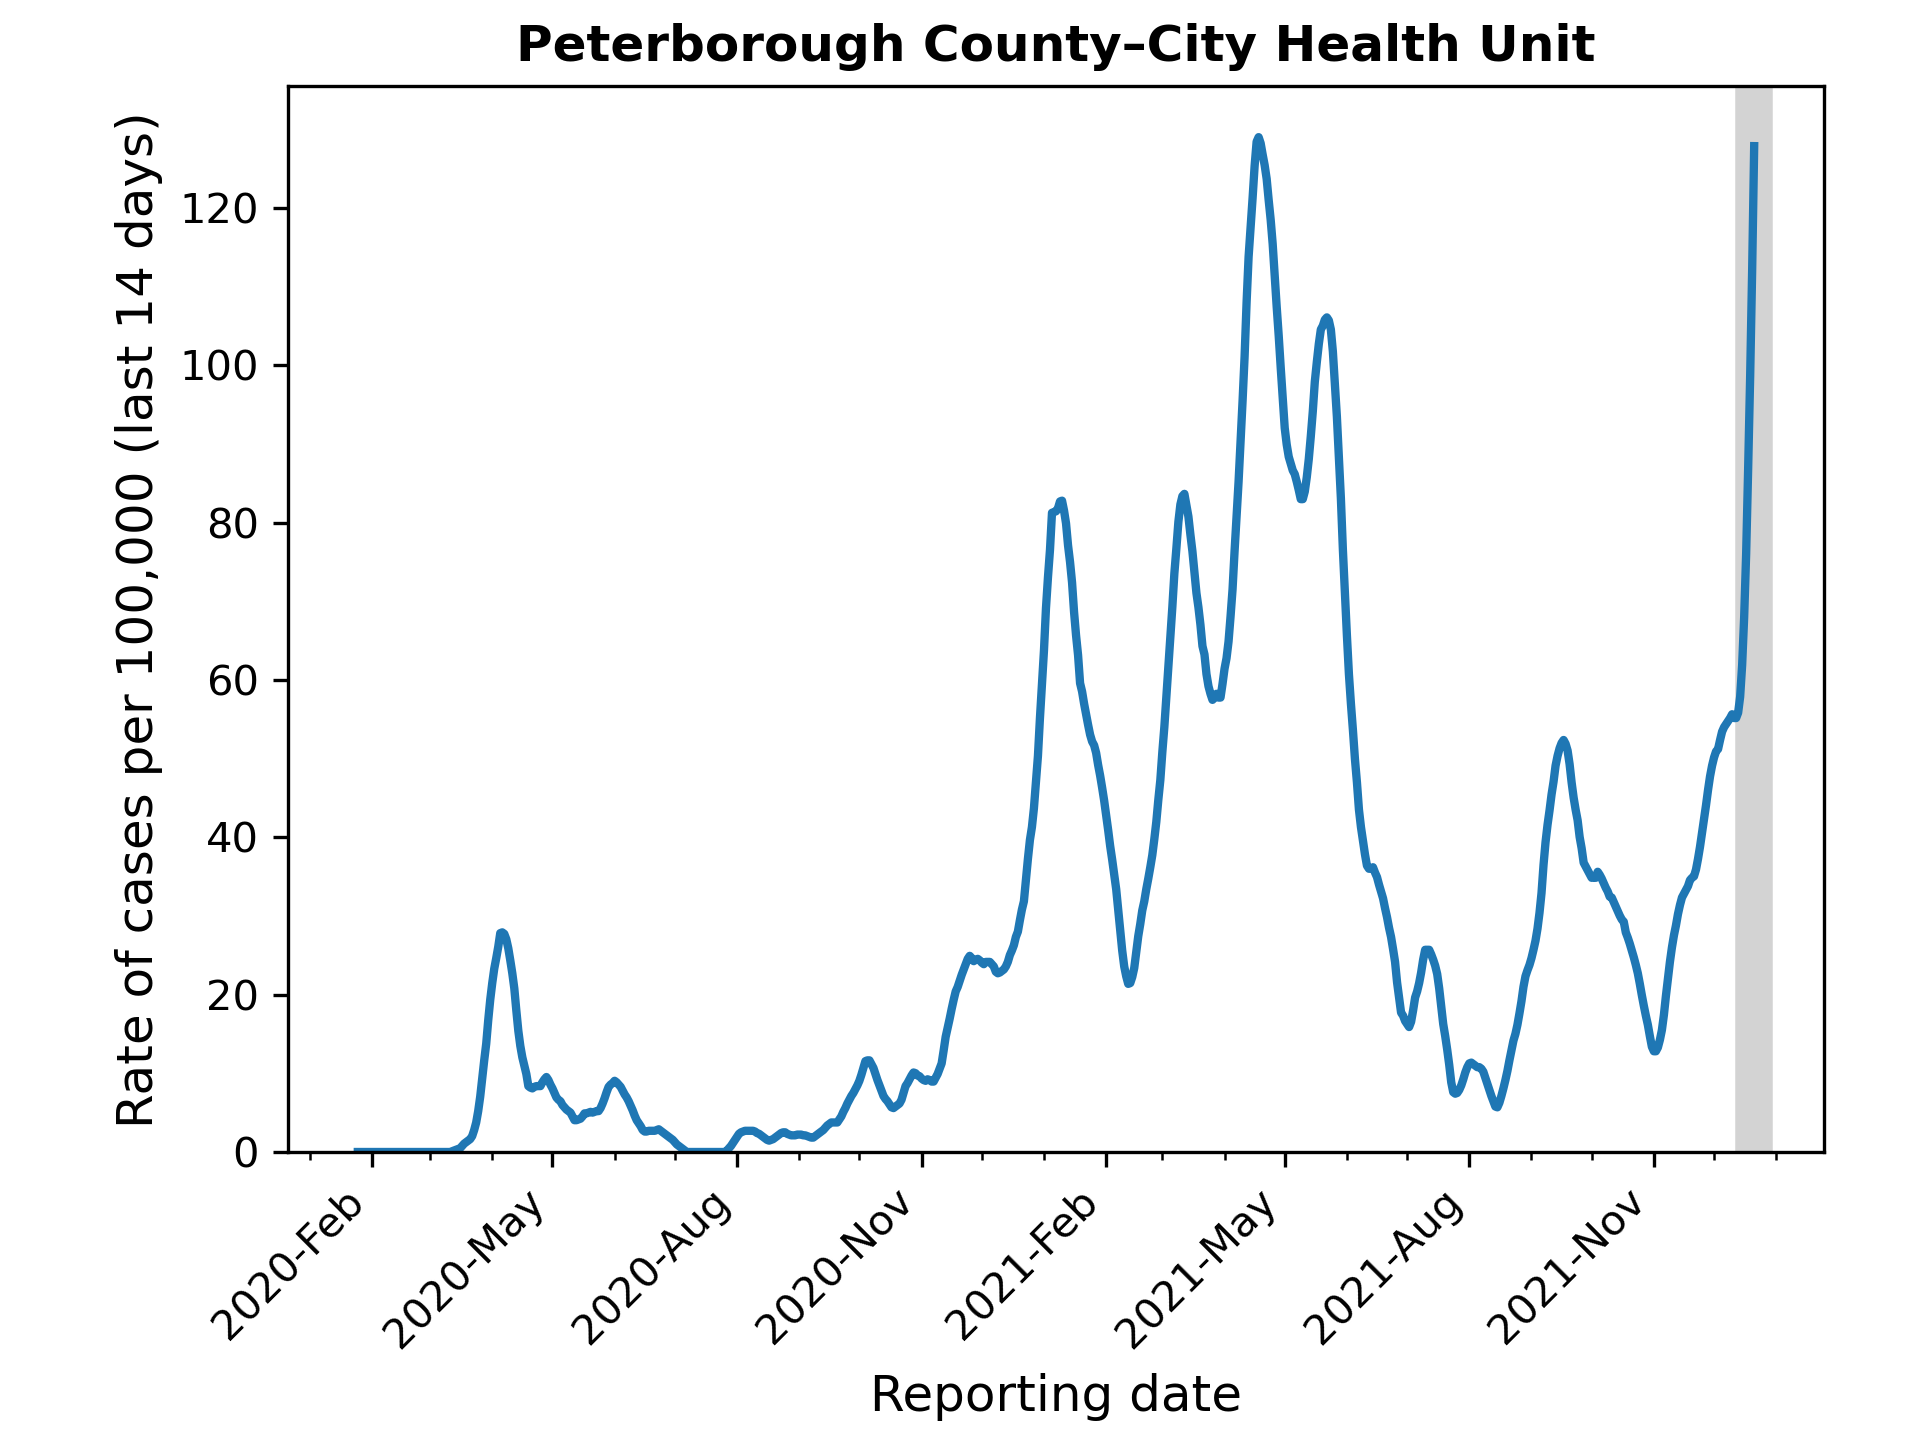 Peterborough County–City Health Unit
Rate of cases per 100,000 (last 14 days)
120
100
80
60
40
20
0
2020-Feb
2020-May
2020-Aug
2020-Nov
2021-Feb
2021-May
2021-Aug
2021-Nov
Reporting date